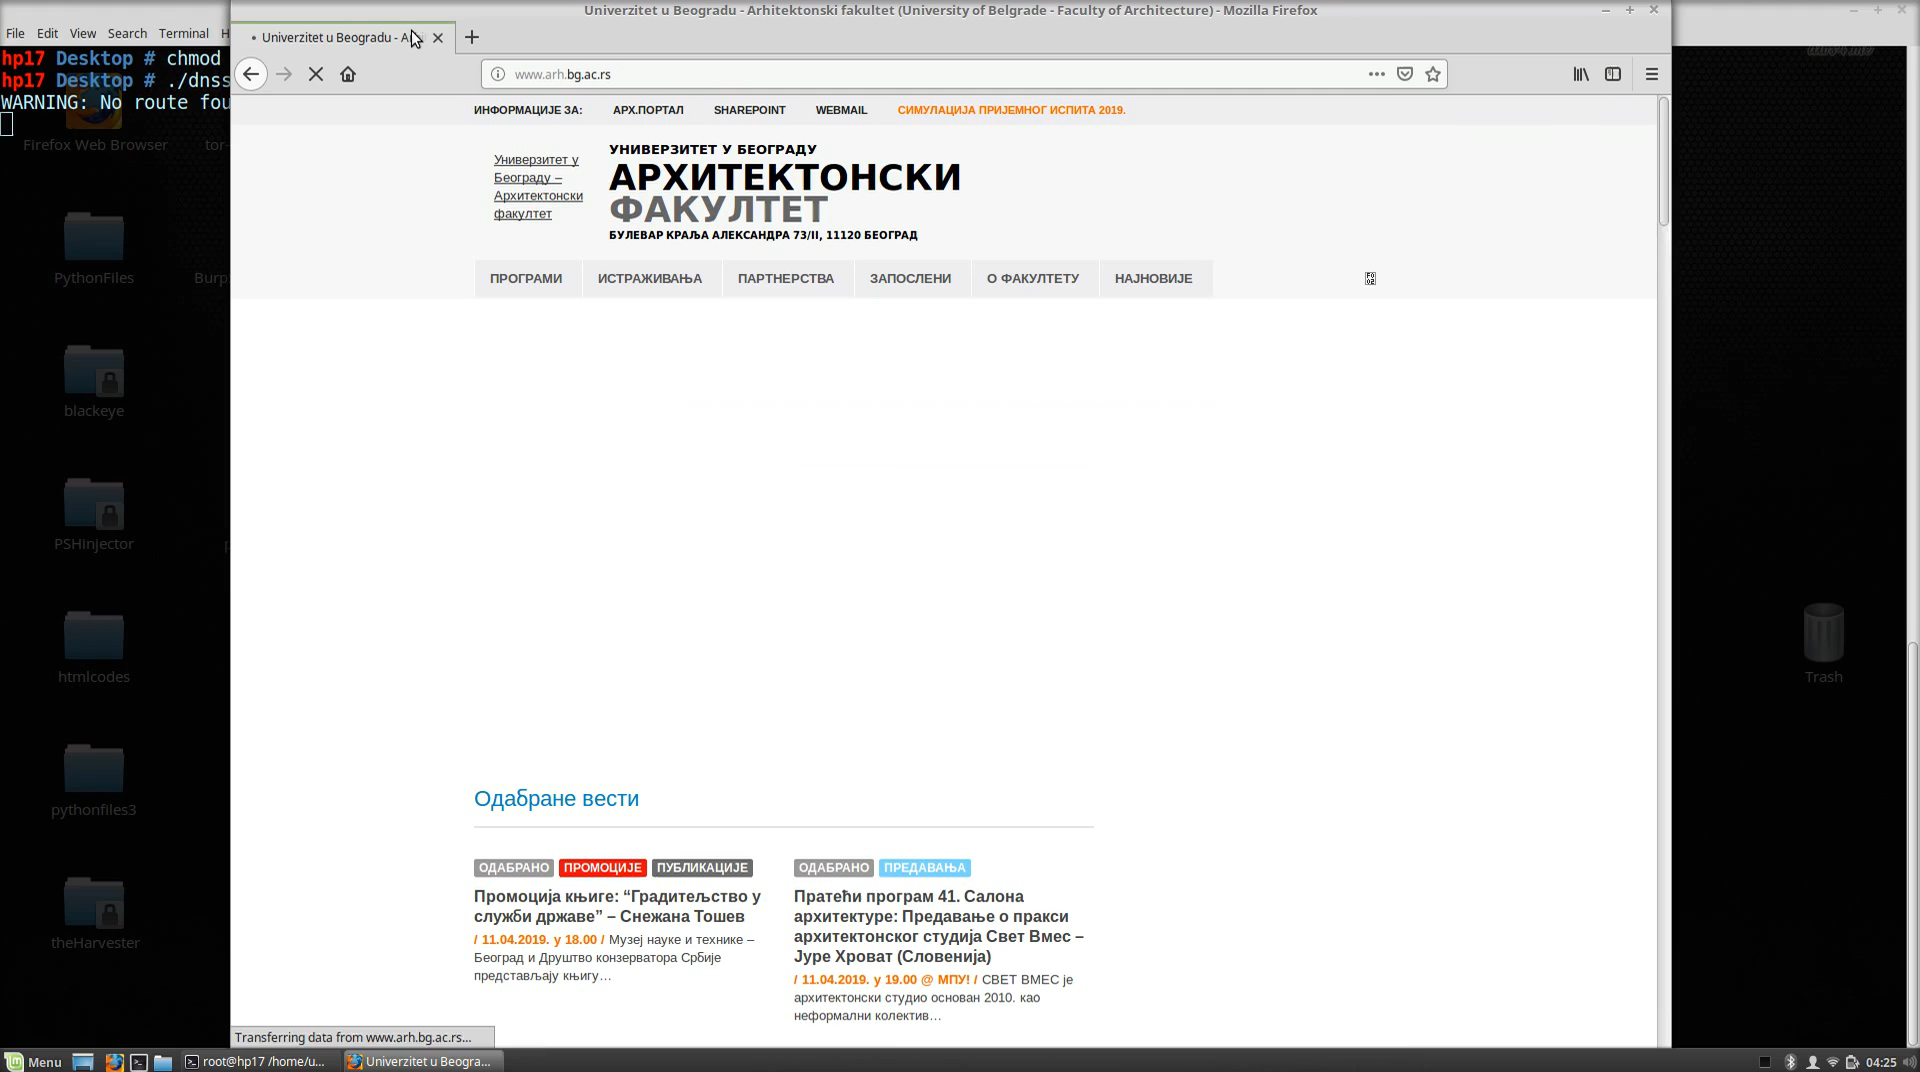 Univerzitet u Beogradu - Arhitektonski fakultet (University of Belgrade - Faculty of Architecture) - Mozilla Firefox
File Edit View Search Terminal H
Univerzitet u Beogradu - A
hp17 Desktop # chmod
hp17 Desktop # ./dnss
WARNING: No route fou
www.arh.bg.ac.rs
ИНФОРМАЦИЈЕ ЗА: АРХ.ПОРТАЛ SHAREPOINT WEBMAIL СИМУЛАЦИЈА ПРИЈЕМНОГ ИСПИТА 2019.
Универзитет у
Београду –
Архитектонски
факултет
УНИВЕРЗИТЕТ У БЕОГРАДУ
АРХИТЕКТОНСКИ
ФАКУЛТЕТ
БУЛЕВАР КРАЉА АЛЕКСАНДРА 73/II, 11120 БЕОГРАД
ПРОГРАМИ ИСТРАЖИВАЊА ПАРТНЕРСТВА ЗАПОСЛЕНИ О ФАКУЛТЕТУ НАЈНОВИЈЕ
Firefox Web Browser
tor-
PythonFiles
Burp
blackeye
PSHinjector
htmlcodes
pythonfiles3
theHarvester
Trash
Одабране вести
ОДАБРАНО ПРОМОЦИЈЕ ПУБЛИКАЦИЈЕ
Промоција књиге: “Градитељство у
служби државе” – Снежана Тошев
/ 11.04.2019. у 18.00 / Музеј науке и технике –
Београд и Друштво конзерватора Србије
представљају књигу…
ОДАБРАНО ПРЕДАВАЊА
Пратећи програм 41. Салона
архитектуре: Предавање о пракси
архитектонског студија Свет Вмес –
Јуре Хроват (Словенија)
/ 11.04.2019. у 19.00 @ МПУ! / СВЕТ ВМЕС је
архитектонски студио основан 2010. као
неформални колектив…
Transferring data from www.arh.bg.ac.rs...
Menu
root@hp17 /home/u...
Univerzitet u Beogra...
04:25